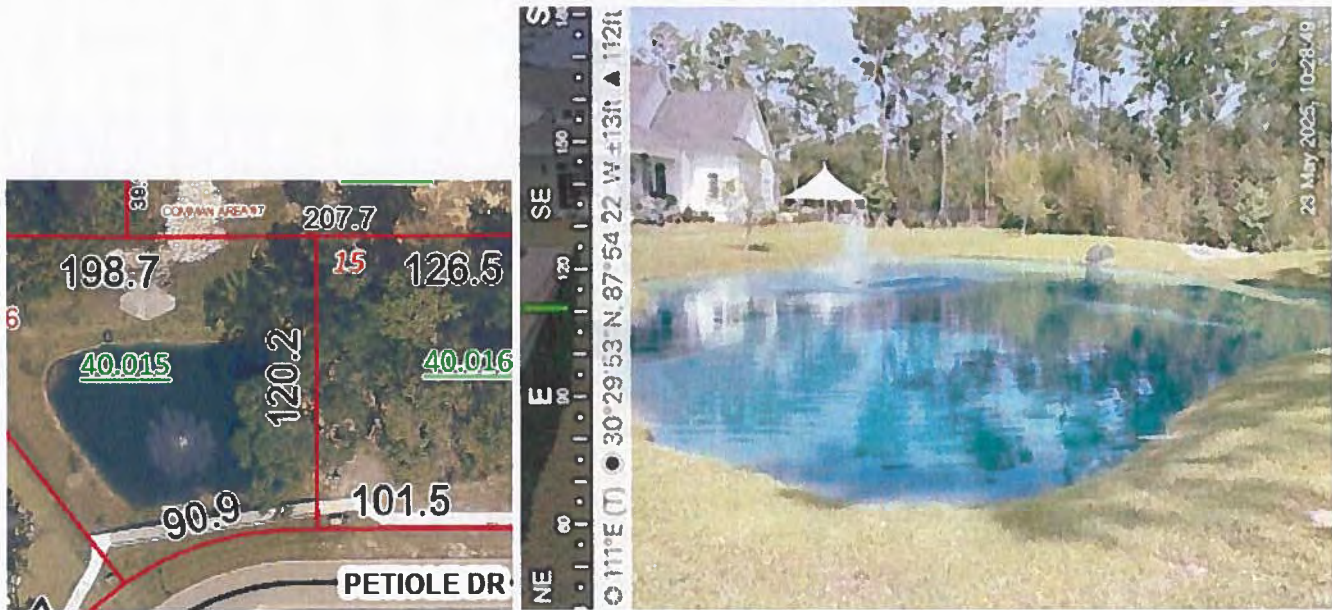 COMMAN AREA #7
207.7
198.7
15
126.5
6
40.015
120.2
40.016
90.9
101.5
PETIOLE DR
S
SE
E
NE
150
120
90
60
111°E (T) 30°29'53 N, 87°54'22 W ±13ft ▲ 112ft
23 May 2025, 10:28:49